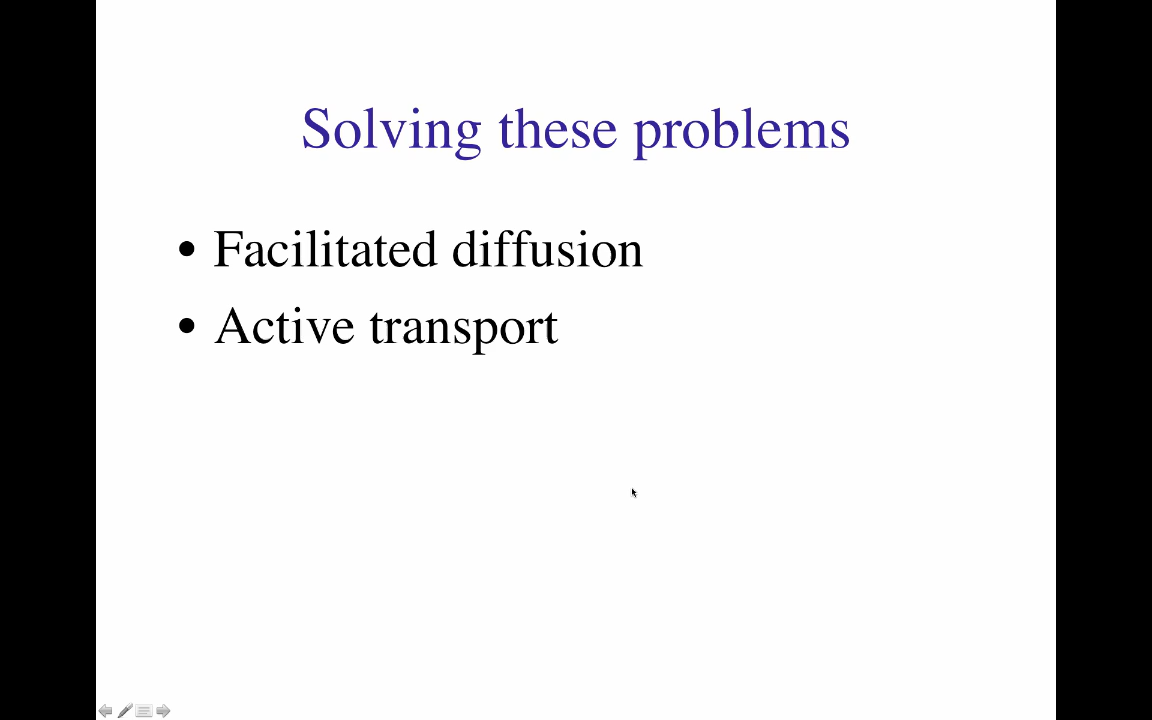 Solving these problems
• Facilitated diffusion
• Active transport